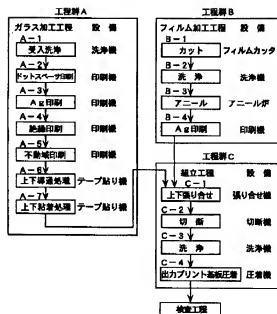 工程群A
ガラス加工工程 設備
A-1
受入洗浄 洗浄機
A-2
ドットスペーサ印刷 印刷機
A-3
Ag印刷 印刷機
A-4
絶縁印刷 印刷機
A-5
不動域印刷 印刷機
A-6
上下導通処理 テープ貼り機
A-7
上下粘着処理 テープ貼り機
工程群B
フィルム加工工程 設備
B-1
カット フィルムカッタ
B-2
洗浄 洗浄機
B-3
アニール アニール炉
B-4
Ag印刷 印刷機
工程群C
組立工程 設備
C-1
上下張り合せ 張り合せ機
C-2
切断 切断機
C-3
洗浄 洗浄機
C-4
出力プリント基板圧着 圧着機
検査工程